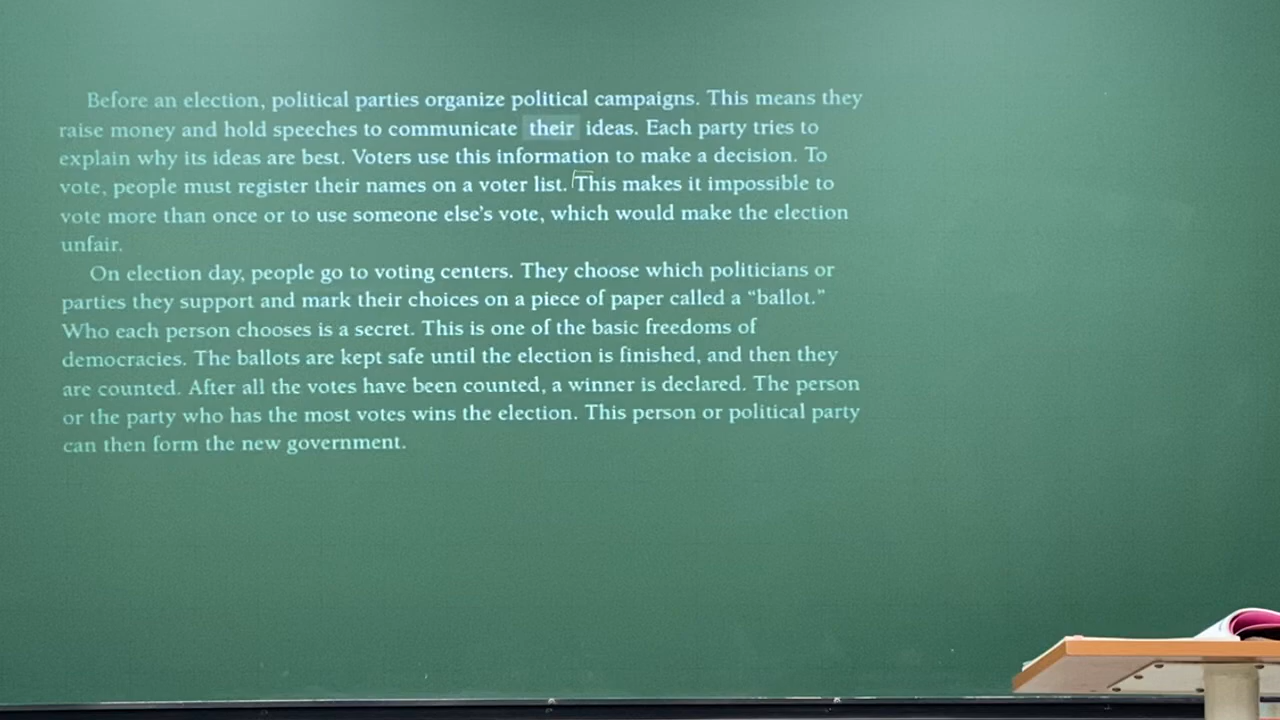 Before an election, political parties organize political campaigns. This means they
raise money and hold speeches to communicate their ideas. Each party tries to
explain why its ideas are best. Voters use this information to make a decision. To
vote, people must register their names on a voter list. This makes it impossible to
vote more than once or to use someone else's vote, which would make the election
unfair.
On election day, people go to voting centers. They choose which politicians or
parties they support and mark their choices on a piece of paper called a “ballot.”
Who each person chooses is a secret. This is one of the basic freedoms of
democracies. The ballots are kept safe until the election is finished, and then they
are counted. After all the votes have been counted, a winner is declared. The person
or the party who has the most votes wins the election. This person or political party
can then form the new government.